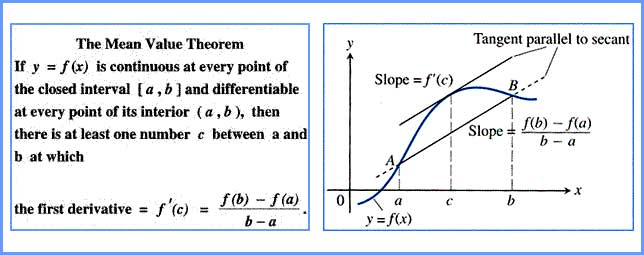 The Mean Value Theorem
If y = f(x) is continuous at every point of
the closed interval [a, b] and differentiable
at every point of its interior (a, b), then
there is at least one number c between a and
b at which
the first derivative = f'(c) = f(b) − f(a) / b − a .
y
Tangent parallel to secant
Slope = f'(c)
B
Slope = f(b) − f(a) / b − a
A
0 a c b x
y = f(x)